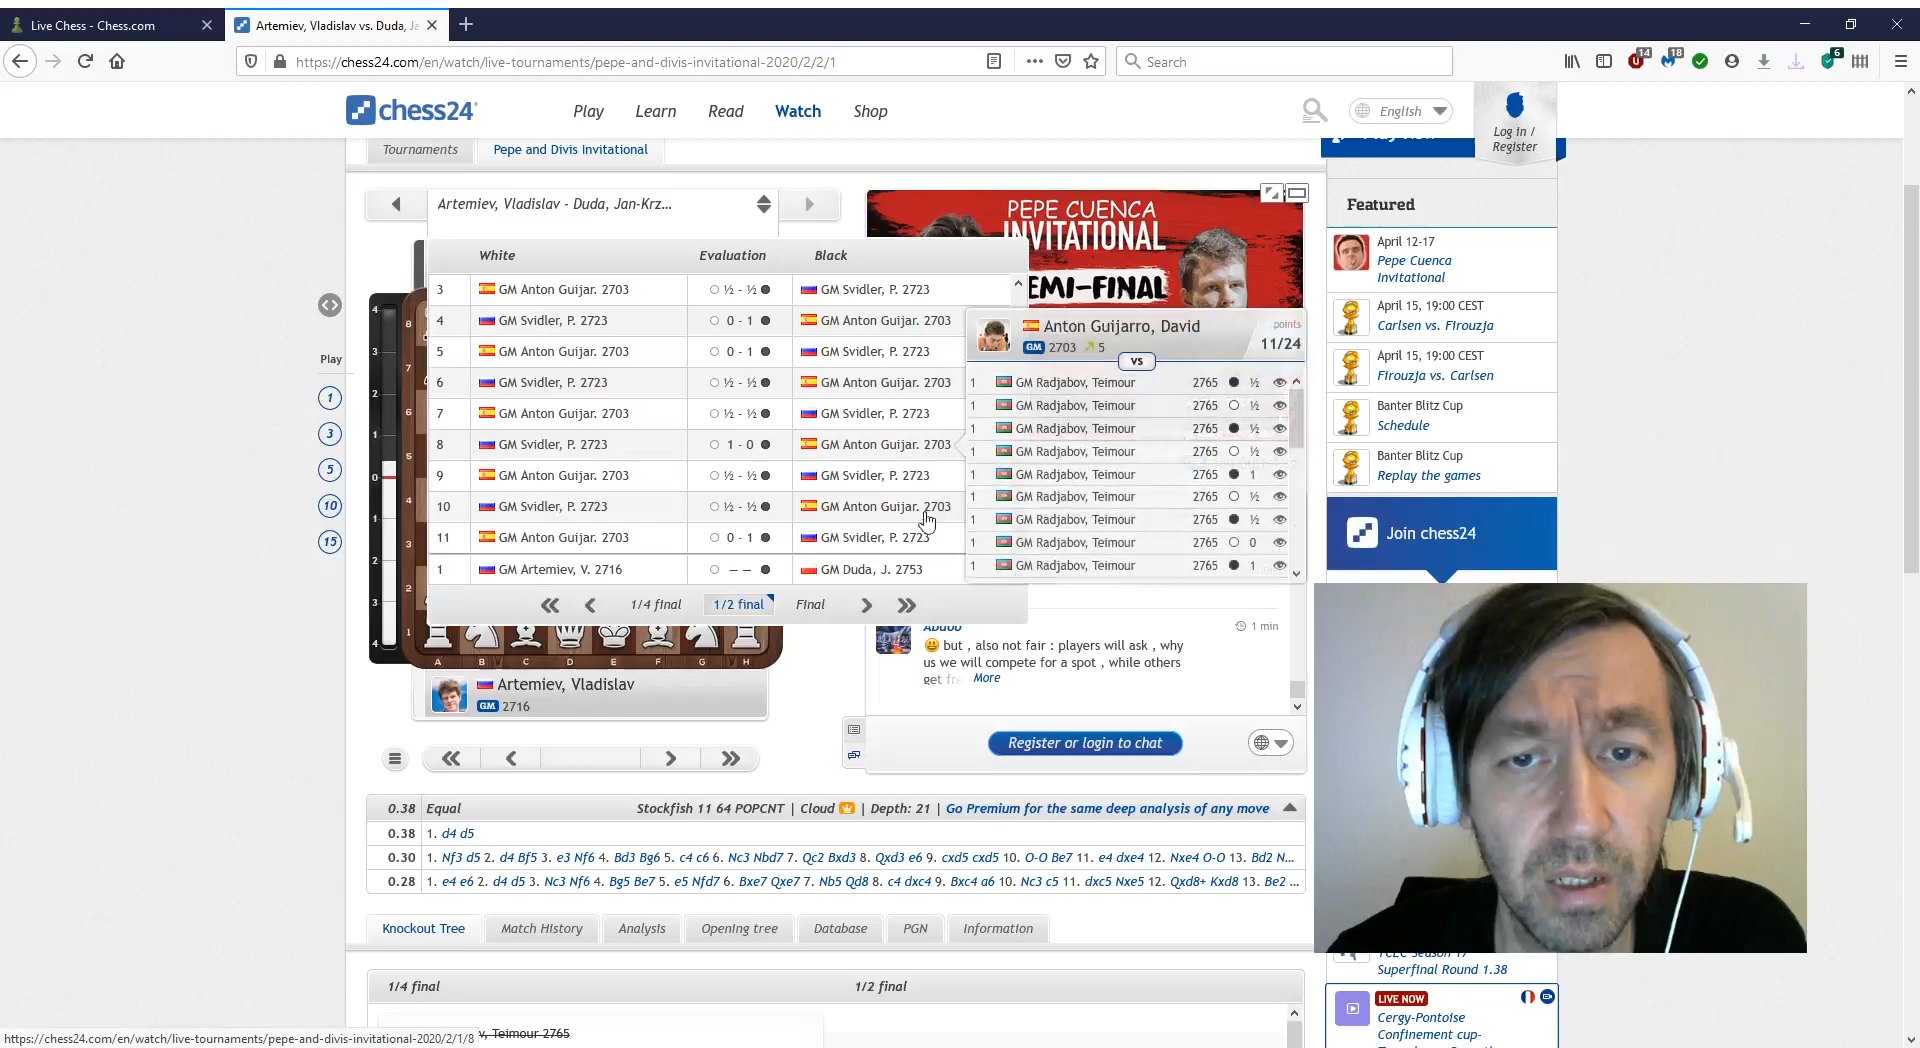 Live Chess - Chess.com
Artemiev, Vladislav vs. Duda, Ja
https://chess24.com/en/watch/live-tournaments/pepe-and-divis-invitational-2020/2/2/1
Search
14
18
6
chess24
Play
Learn
Read
Watch
Shop
English
Log in /
Register
Tournaments
Pepe and Divis Invitational
Artemiev, Vladislav - Duda, Jan-Krz...
PEPE CUENCA
INVITATIONAL
EMI-FINAL
White Evaluation Black
3 GM Anton Guijar. 2703 ½ - ½ GM Svidler, P. 2723
4 GM Svidler, P. 2723 0 - 1 GM Anton Guijar. 2703
5 GM Anton Guijar. 2703 0 - 1 GM Svidler, P. 2723
6 GM Svidler, P. 2723 ½ - ½ GM Anton Guijar. 2703
7 GM Anton Guijar. 2703 ½ - ½ GM Svidler, P. 2723
8 GM Svidler, P. 2723 1 - 0 GM Anton Guijar. 2703
9 GM Anton Guijar. 2703 ½ - ½ GM Svidler, P. 2723
10 GM Svidler, P. 2723 ½ - ½ GM Anton Guijar. 2703
11 GM Anton Guijar. 2703 0 - 1 GM Svidler, P. 2723
1 GM Artemiev, V. 2716 – – GM Duda, J. 2753
1/4 final
1/2 final
Final
Anton Guijarro, David
GM 2703 5
points
11/24
vs
1 GM Radjabov, Teimour 2765 ½
1 GM Radjabov, Teimour 2765 ½
1 GM Radjabov, Teimour 2765 ½
1 GM Radjabov, Teimour 2765 ½
1 GM Radjabov, Teimour 2765 1
1 GM Radjabov, Teimour 2765 ½
1 GM Radjabov, Teimour 2765 ½
1 GM Radjabov, Teimour 2765 0
1 GM Radjabov, Teimour 2765 1
Play
1
3
5
10
15
4
3
2
1
0
1
2
3
4
8
7
6
5
4
3
2
1
A B C D E F G H
Artemiev, Vladislav
GM 2716
1 min
but , also not fair : players will ask , why
us we will compete for a spot , while others
get fre
More
Register or login to chat
0.38 Equal Stockfish 11 64 POPCNT | Cloud | Depth: 21 | Go Premium for the same deep analysis of any move
0.38 1. d4 d5
0.30 1. Nf3 d5 2. d4 Bf5 3. e3 Nf6 4. Bd3 Bg6 5. c4 c6 6. Nc3 Nbd7 7. Qc2 Bxd3 8. Qxd3 e6 9. cxd5 cxd5 10. O-O Be7 11. e4 dxe4 12. Nxe4 O-O 13. Bd2 N...
0.28 1. e4 e6 2. d4 d5 3. Nc3 Nf6 4. Bg5 Be7 5. e5 Nfd7 6. Bxe7 Qxe7 7. Nb5 Qd8 8. c4 dxc4 9. Bxc4 a6 10. Nc3 c5 11. dxc5 Nxe5 12. Qxd8+ Kxd8 13. Be2 ...
Knockout Tree
Match History
Analysis
Opening tree
Database
PGN
Information
1/4 final
1/2 final
v, Teimour 2765
Featured
April 12-17
Pepe Cuenca
Invitational
April 15, 19:00 CEST
Carlsen vs. Firouzja
April 15, 19:00 CEST
Firouzja vs. Carlsen
Banter Blitz Cup
Schedule
Banter Blitz Cup
Replay the games
Join chess24
Superfinal Round 1.38
LIVE NOW
Cergy-Pontoise
Confinement cup-
https://chess24.com/en/watch/live-tournaments/pepe-and-divis-invitational-2020/2/1/8